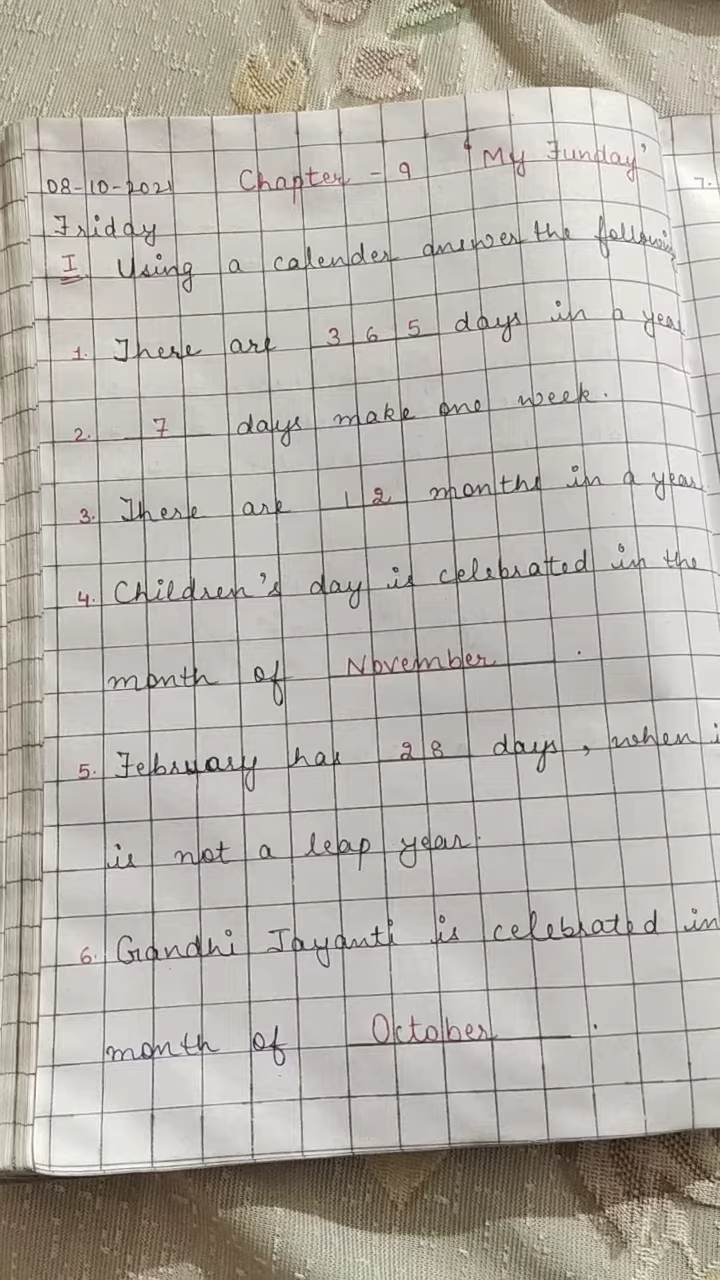 08-10-2021 Chapter - 9 'My Funday'
Friday
I. Using a calender answer the following
1. There are 365 days in a year
2. 7 days make one week.
3. There are 12 months in a year
4. Children's day is celebrated in the
month of November.
5. February has 28 days, when i
is not a leap year.
6. Gandhi Jayanti is celebrated in
month of October.
7.